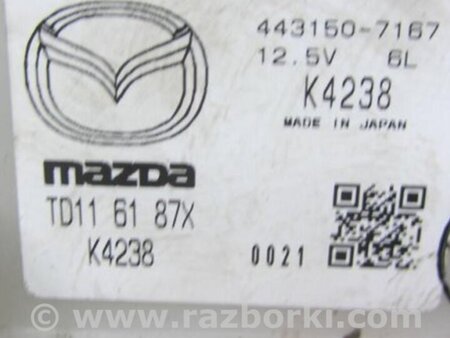 443150-7167
12.5V 6L
K4238
MADE IN JAPAN
mazda
TD11 61 87X
K4238
0021
© www.razborki.com